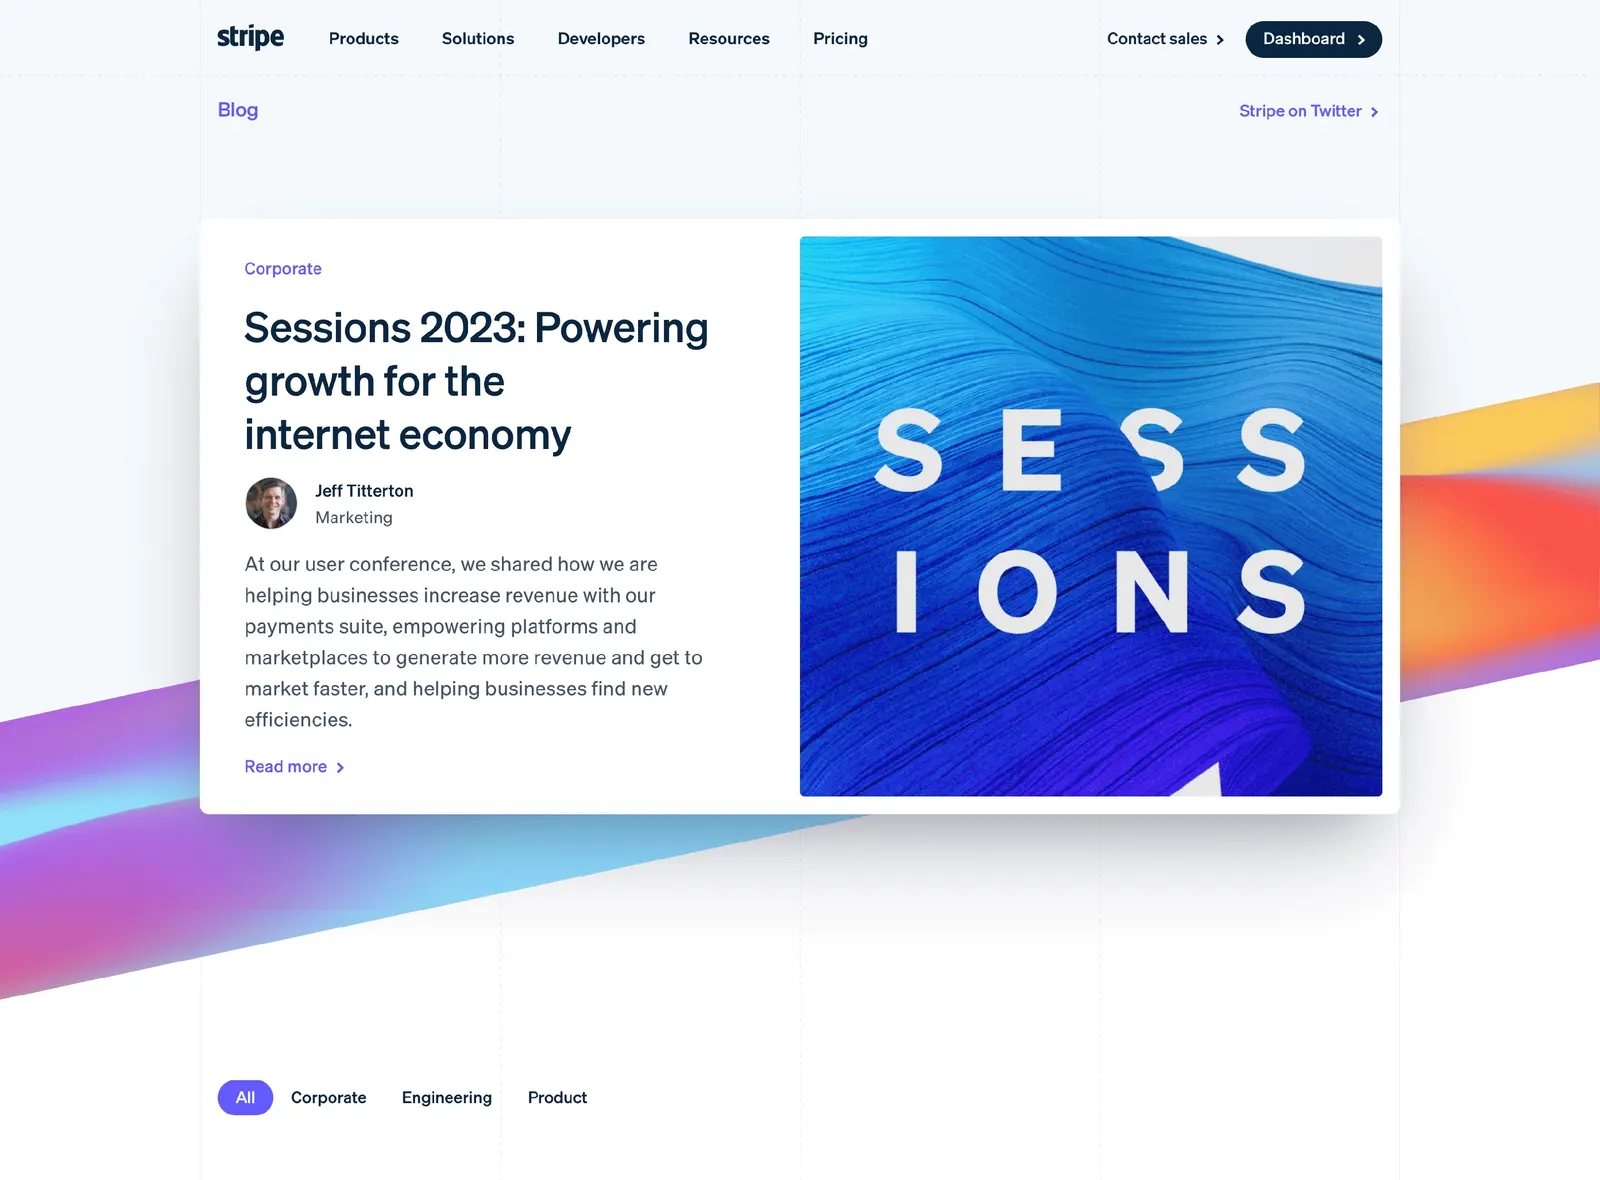 stripe Products Solutions Developers Resources Pricing Contact sales Dashboard
Blog Stripe on Twitter
Corporate
Sessions 2023: Powering
growth for the
internet economy
Jeff Titterton
Marketing
At our user conference, we shared how we are
helping businesses increase revenue with our
payments suite, empowering platforms and
marketplaces to generate more revenue and get to
market faster, and helping businesses find new
efficiencies.
Read more
SESS
IONS
All Corporate Engineering Product